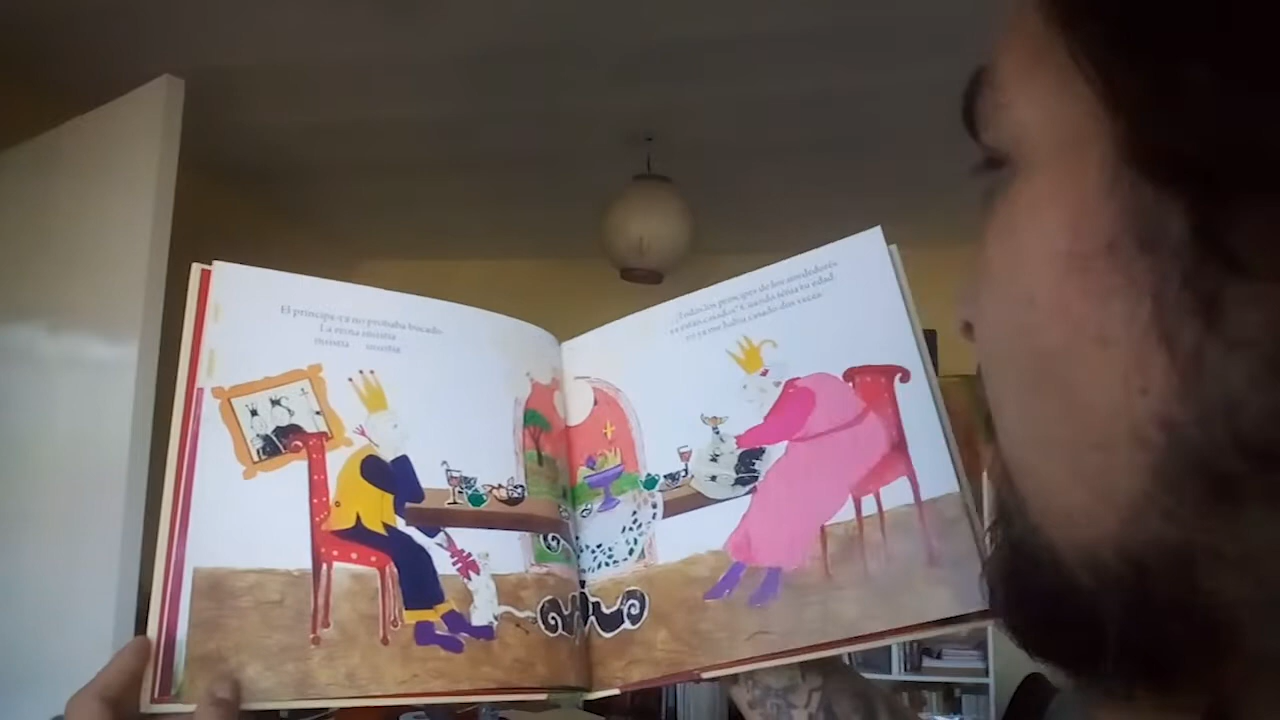 El príncipe ya no probaba bocado.
La reina insistía
insistía insistía.
¡Todos los príncipes de los alrededores
ya están casados! Cuando tenía tu edad
yo ya me había casado dos veces